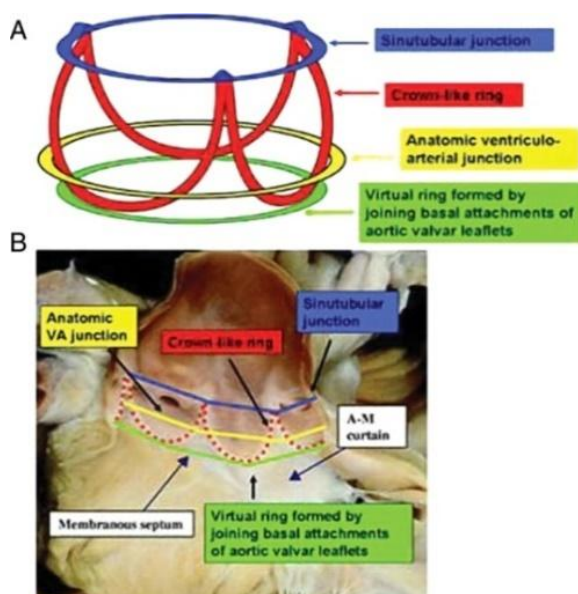 A
Sinutubular junction
Crown-like ring
Anatomic ventriculo-
arterial junction
Virtual ring formed by
joining basal attachments of
aortic valvar leaflets
B
Anatomic
VA junction
Crown-like ring
Sinutubular
junction
A-M
curtain
Membranous septum
Virtual ring formed by
joining basal attachments
of aortic valvar leaflets